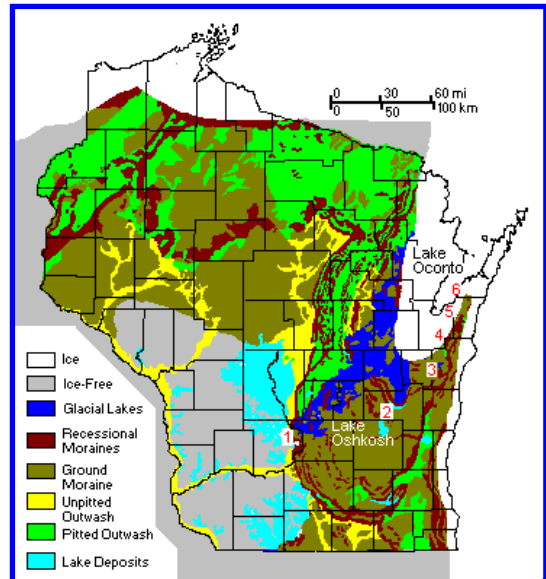 0 30 60 mi
0 50 100 km
Lake
Oconto
6
5
4
3
2
Lake
Oshkosh
1
Ice
Ice-Free
Glacial Lakes
Recessional
Moraines
Ground
Moraine
Unpitted
Outwash
Pitted Outwash
Lake Deposits